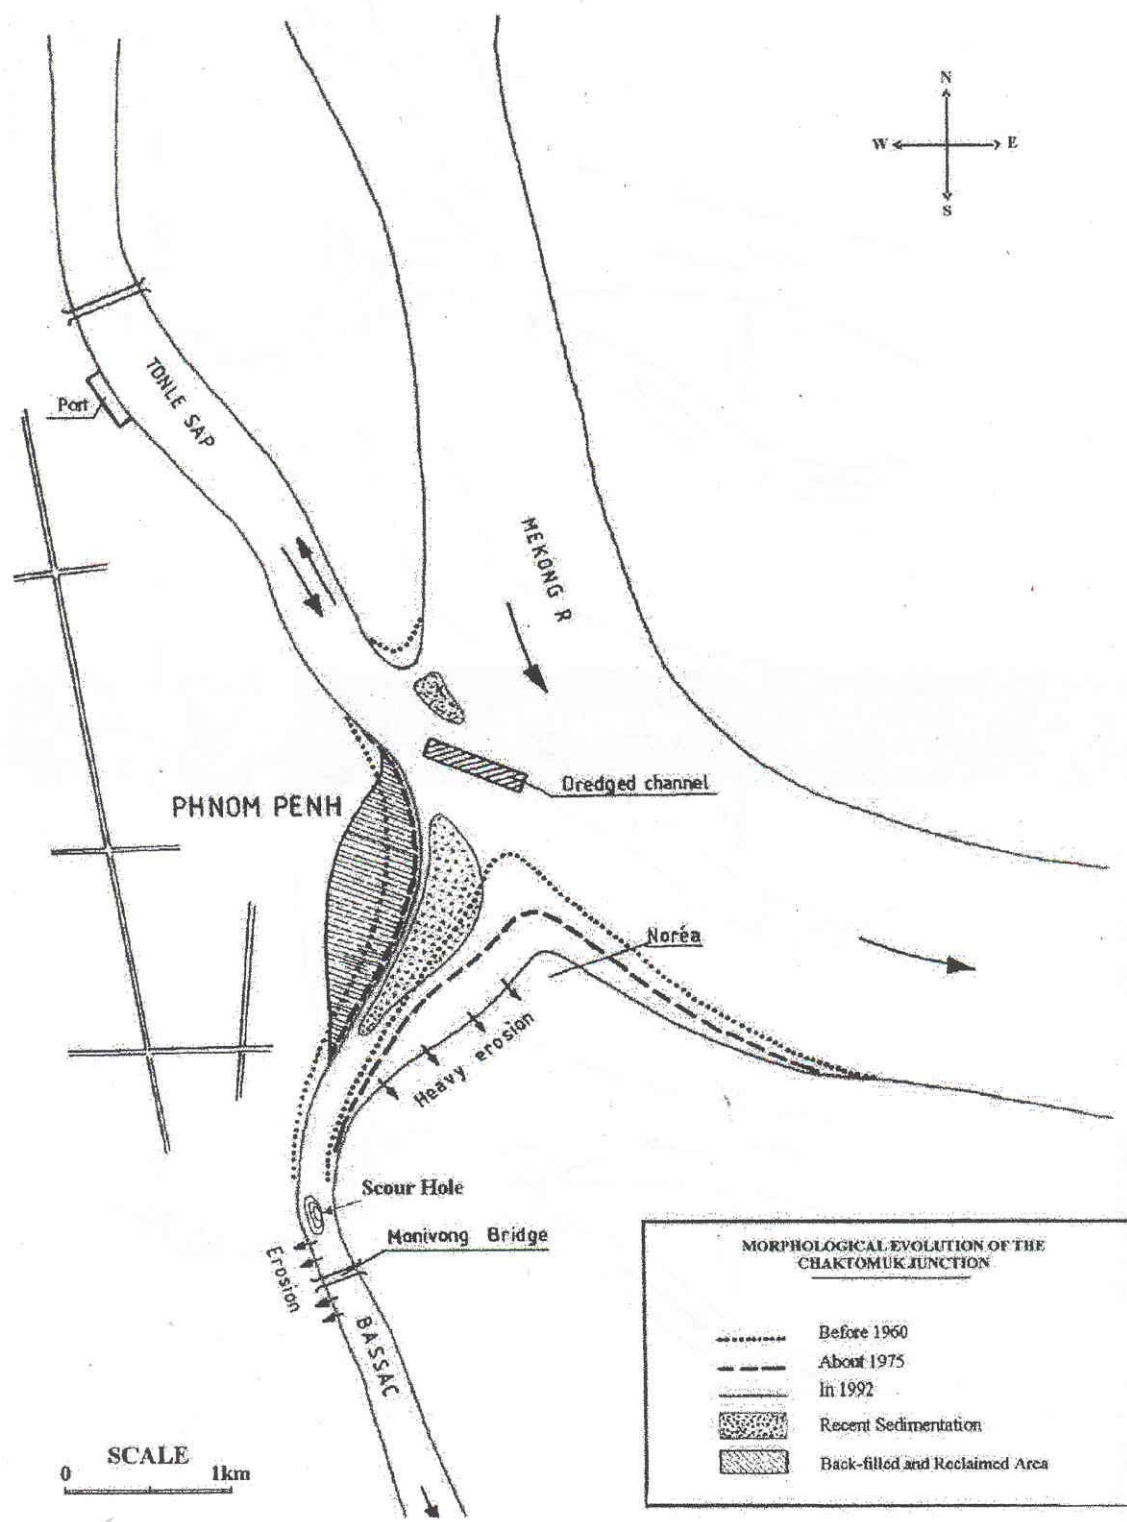 N
W E
S
TONLE SAP
Port
MEKONG R
Dredged channel
PHNOM PENH
Noréa
Heavy erosion
Scour Hole
Monivong Bridge
Erosion
BASSAC
MORPHOLOGICAL EVOLUTION OF THE
CHAKTOMUK JUNCTION
Before 1960
About 1975
In 1992
Recent Sedimentation
Back-filled and Reclaimed Area
SCALE
0 1km